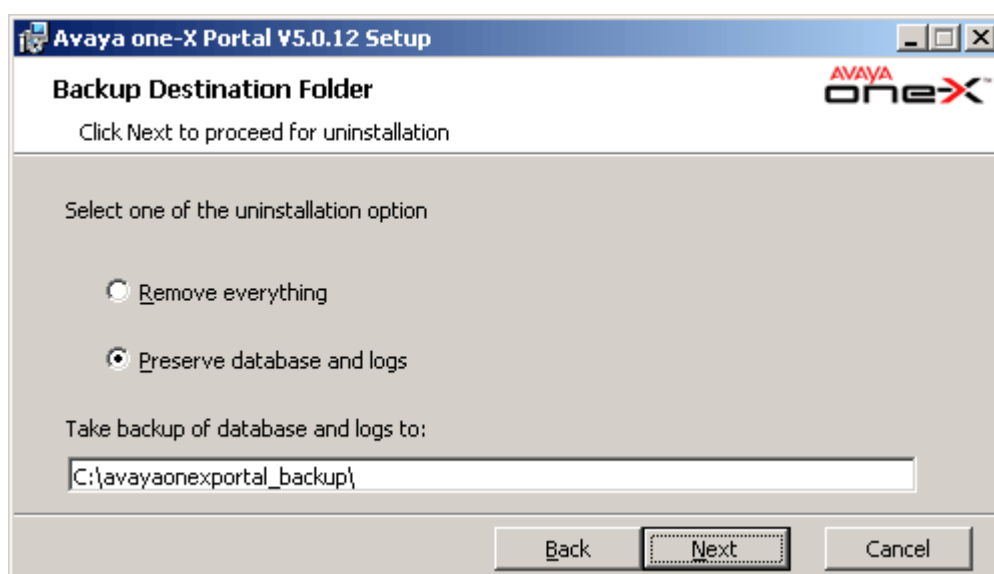 Avaya one-X Portal V5.0.12 Setup
Backup Destination Folder
AVAYA
one-X™
Click Next to proceed for uninstallation
Select one of the uninstallation option
Remove everything
Preserve database and logs
Take backup of database and logs to:
C:\avayaonexportal_backup\
Back Next Cancel